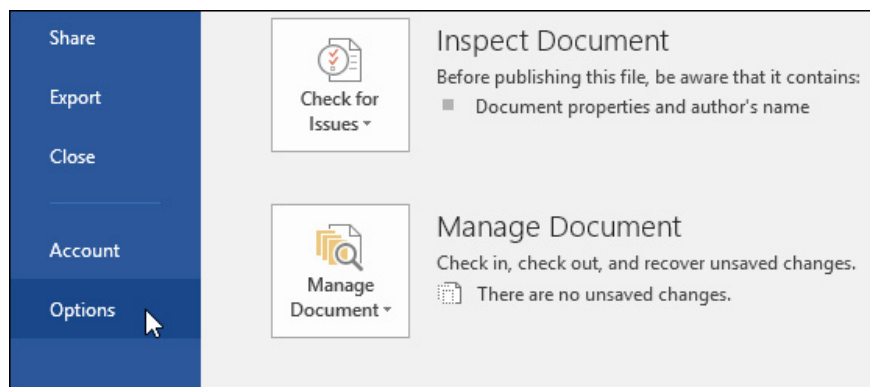 Share
Export
Close
Account
Options
Check for
Issues
Inspect Document
Before publishing this file, be aware that it contains:
Document properties and author's name
Manage
Document
Manage Document
Check in, check out, and recover unsaved changes.
There are no unsaved changes.